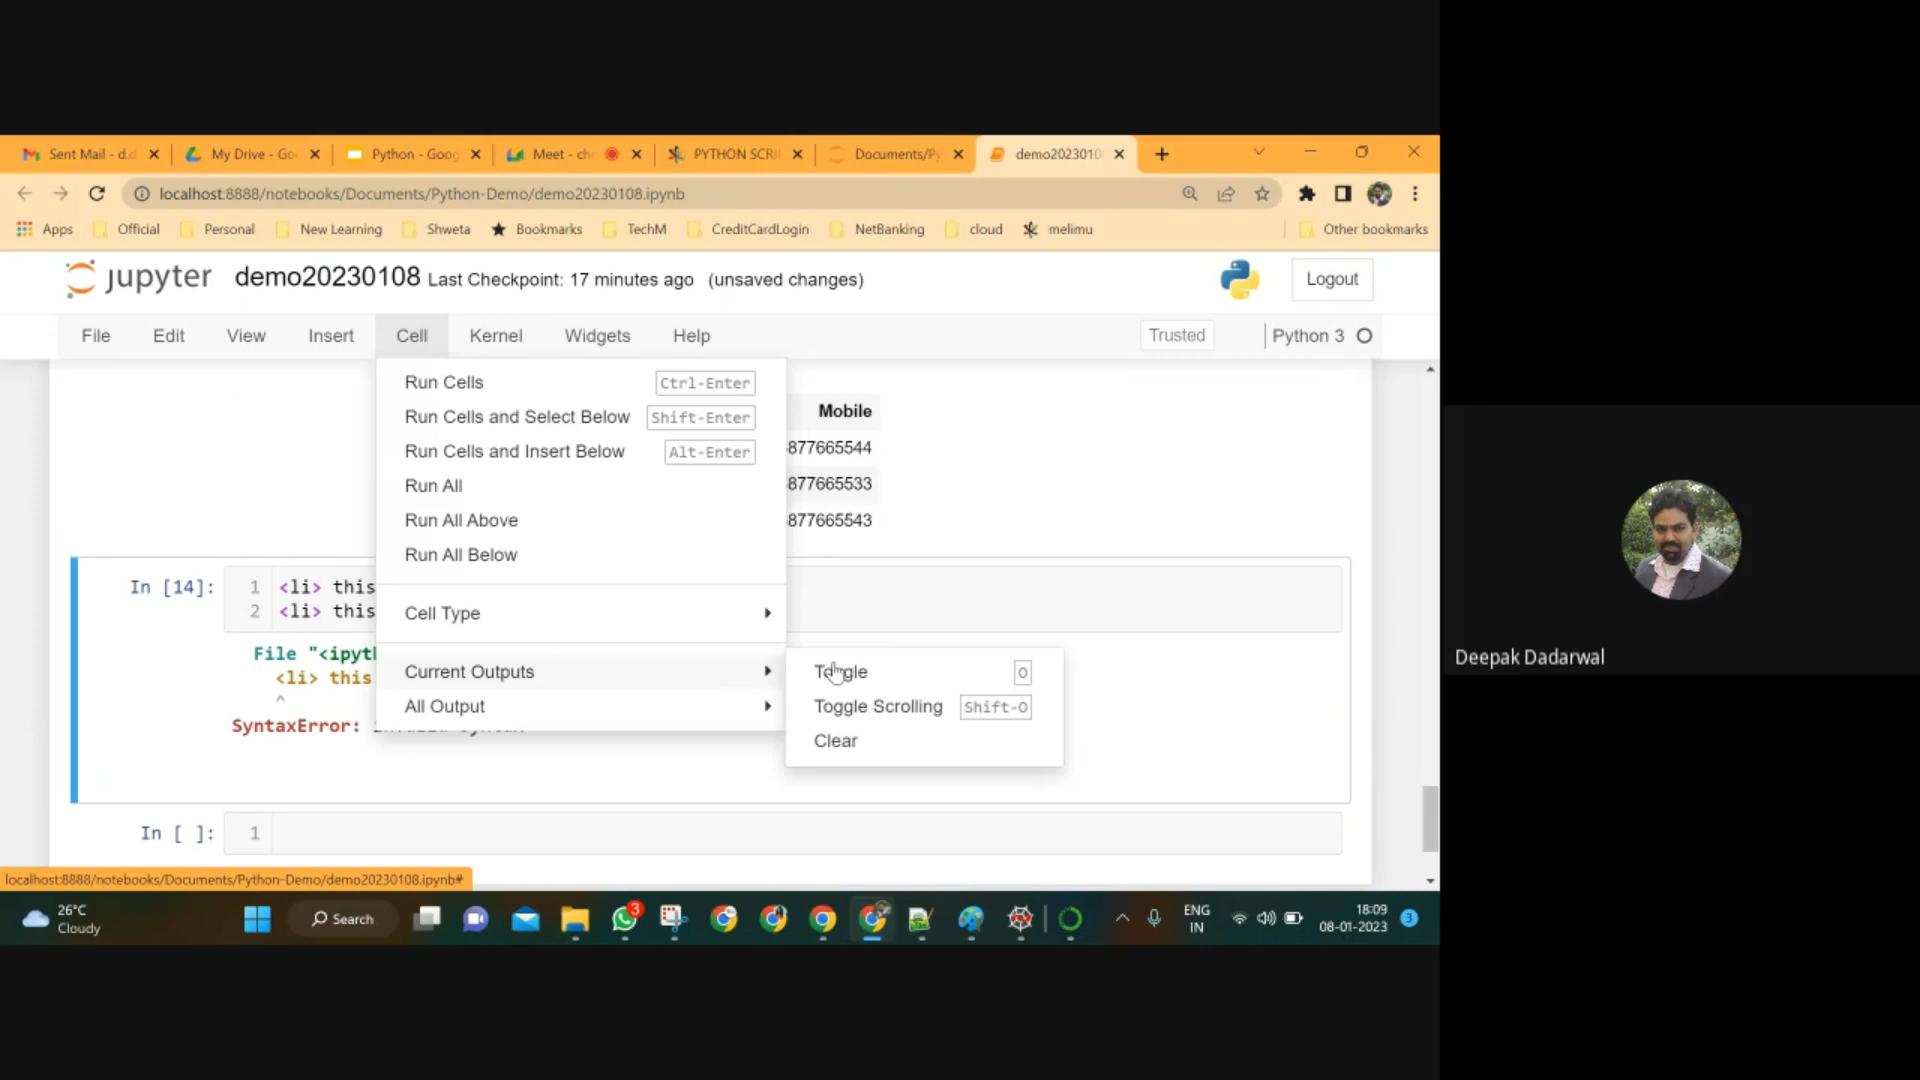 Sent Mail - d.d
My Drive - Goo
Python - Goog
Meet - ch
PYTHON SCRI
Documents/Py
demo2023010
localhost:8888/notebooks/Documents/Python-Demo/demo20230108.ipynb
Apps
Official
Personal
New Learning
Shweta
Bookmarks
TechM
CreditCardLogin
NetBanking
cloud
melimu
Other bookmarks
jupyter demo20230108 Last Checkpoint: 17 minutes ago (unsaved changes)
Logout
File Edit View Insert Cell Kernel Widgets Help
Trusted
Python 3
Run Cells Ctrl-Enter
Run Cells and Select Below Shift-Enter
Run Cells and Insert Below Alt-Enter
Run All
Run All Above
Run All Below
Cell Type
Current Outputs
All Output
Toggle O
Toggle Scrolling Shift-O
Clear
Mobile
877665544
877665533
877665543
In [14]:
1 <li> this
2 <li> this
File "<ipyt
<li> this
^
SyntaxError:
In [ ]: 1
localhost:8888/notebooks/Documents/Python-Demo/demo20230108.ipynb#
26°C
Cloudy
Search
3
ENG
IN
18:09
08-01-2023
3
Deepak Dadarwal